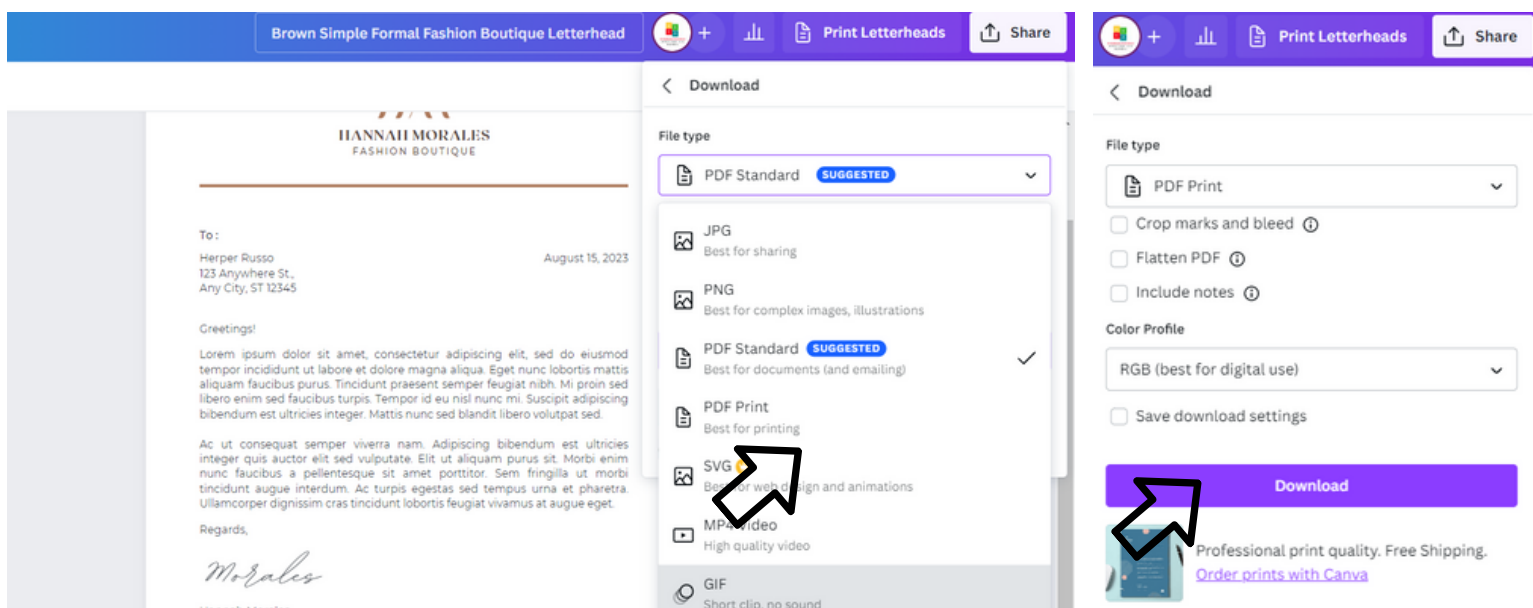 Brown Simple Formal Fashion Boutique Letterhead
+
Print Letterheads
Share
HANNAH MORALES
FASHION BOUTIQUE
To :
Herper Russo
August 15, 2023
123 Anywhere St.,
Any City, ST 12345
Greetings!
Lorem ipsum dolor sit amet, consectetur adipiscing elit, sed do eiusmod
tempor incididunt ut labore et dolore magna aliqua. Eget nunc lobortis mattis
aliquam faucibus purus. Tincidunt praesent semper feugiat nibh. Mi proin sed
libero enim sed faucibus turpis. Tempor id eu nisl nunc mi. Suscipit adipiscing
bibendum est ultricies integer. Mattis nunc sed blandit libero volutpat sed.
Ac ut consequat semper viverra nam. Adipiscing bibendum est ultricies
integer quis auctor elit sed vulputate. Elit ut aliquam purus sit. Morbi enim
nunc faucibus a pellentesque sit amet porttitor. Sem fringilla ut morbi
tincidunt augue interdum. Ac turpis egestas sed tempus urna et pharetra.
Ullamcorper dignissim cras tincidunt lobortis feugiat vivamus at augue eget.
Regards,
Morales
Download
File type
PDF Standard SUGGESTED
JPG
Best for sharing
PNG
Best for complex images, illustrations
PDF Standard SUGGESTED
Best for documents (and emailing)
PDF Print
Best for printing
SVG
Best for web design and animations
MP4 Video
High quality video
GIF
Short clip, no sound
+
Print Letterheads
Share
Download
File type
PDF Print
Crop marks and bleed
Flatten PDF
Include notes
Color Profile
RGB (best for digital use)
Save download settings
Download
Professional print quality. Free Shipping.
Order prints with Canva